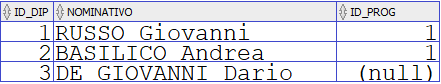 ID_DIP NOMINATIVO ID_PROG
1 RUSSO Giovanni 1
2 BASILICO Andrea 1
3 DE GIOVANNI Dario (null)